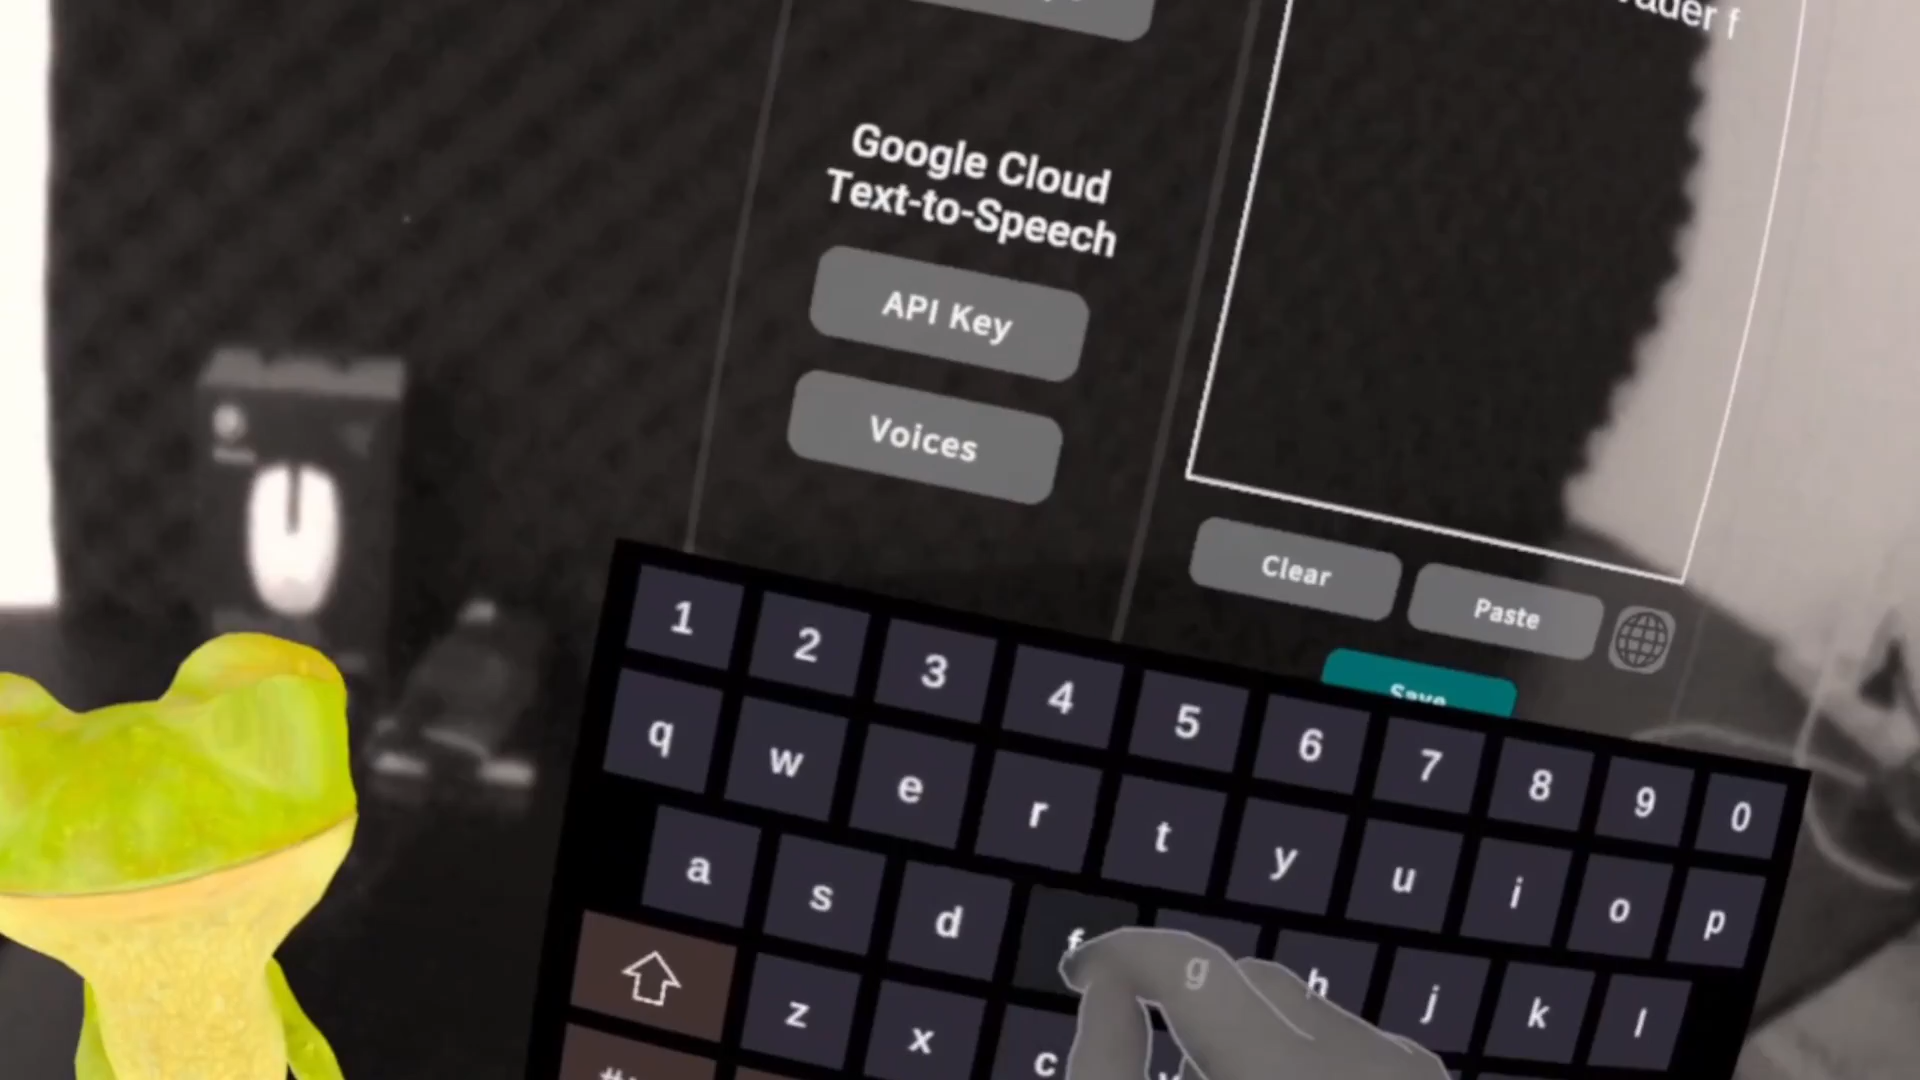 Google Cloud
Text-to-Speech
API Key
Voices
Clear
Paste
Save
1 2 3 4 5 6 7 8 9 0
q w e r t y u i o p
a s d f g h j k l
z x c